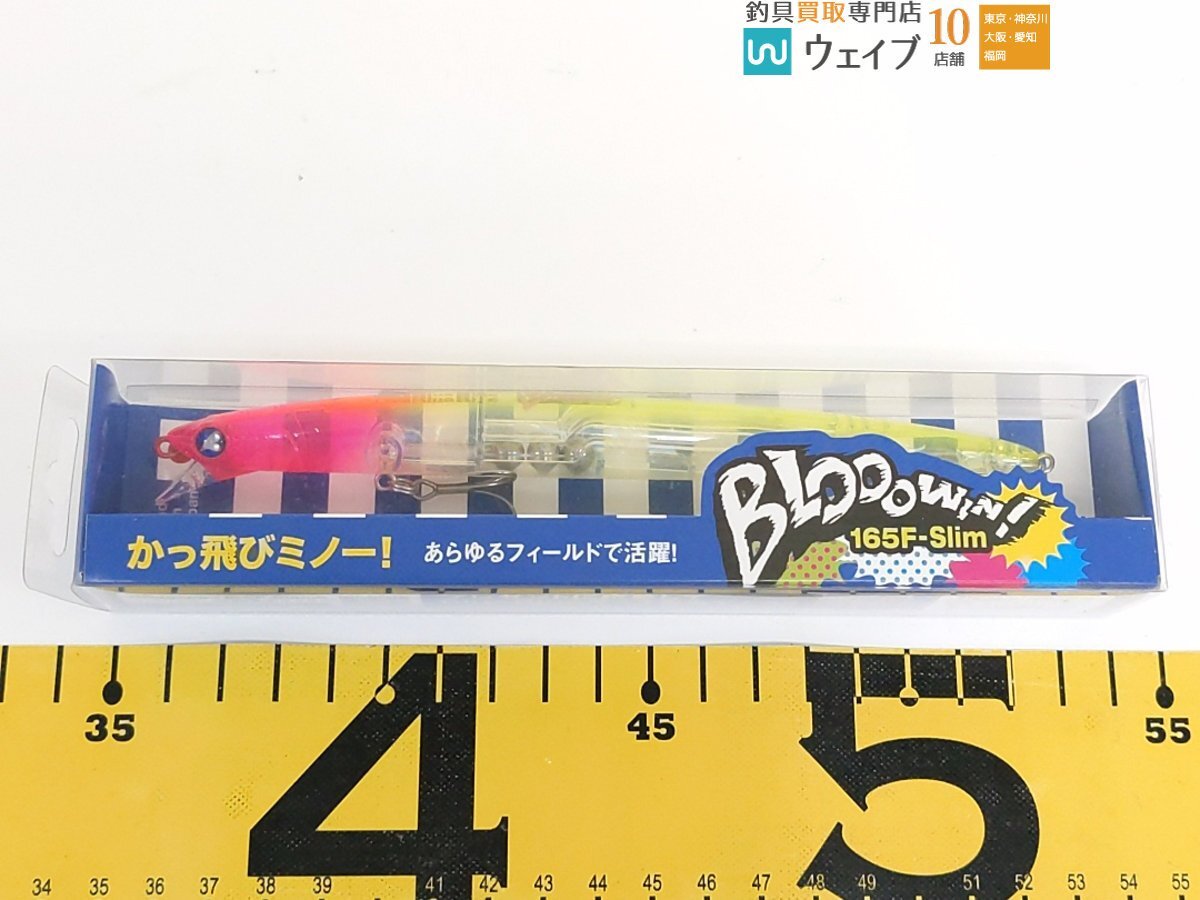 釣具買取専門店
ウェイブ
10
店舗
東京・神奈川
大阪・愛知
福岡
BLOOOWIN!
165F-Slim
かっ飛びミノー!
あらゆるフィールドで活躍!
35
45
55
4
5
34 35 36 37 38 39 41 42 43 44 45 46 47 48 49 51 52 53 54 55